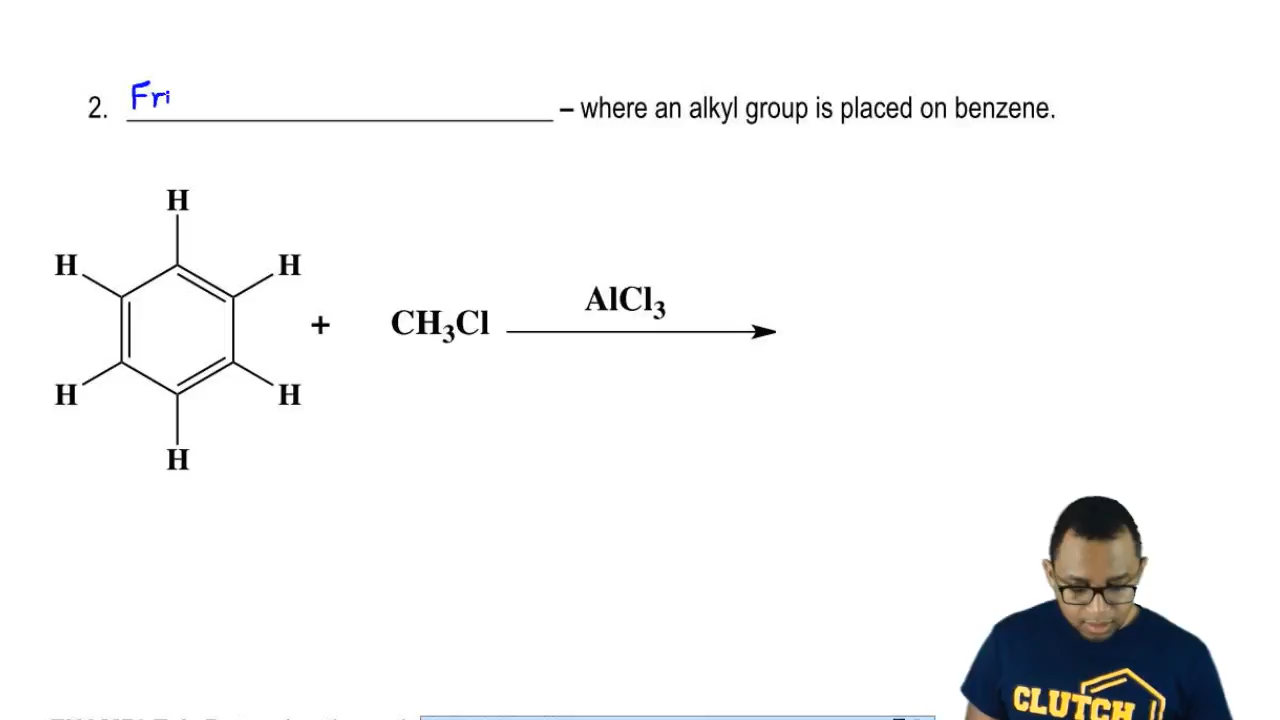 2. Fri – where an alkyl group is placed on benzene.
H
H H
+ CH₃Cl AlCl₃
H H
H
CLUTCH